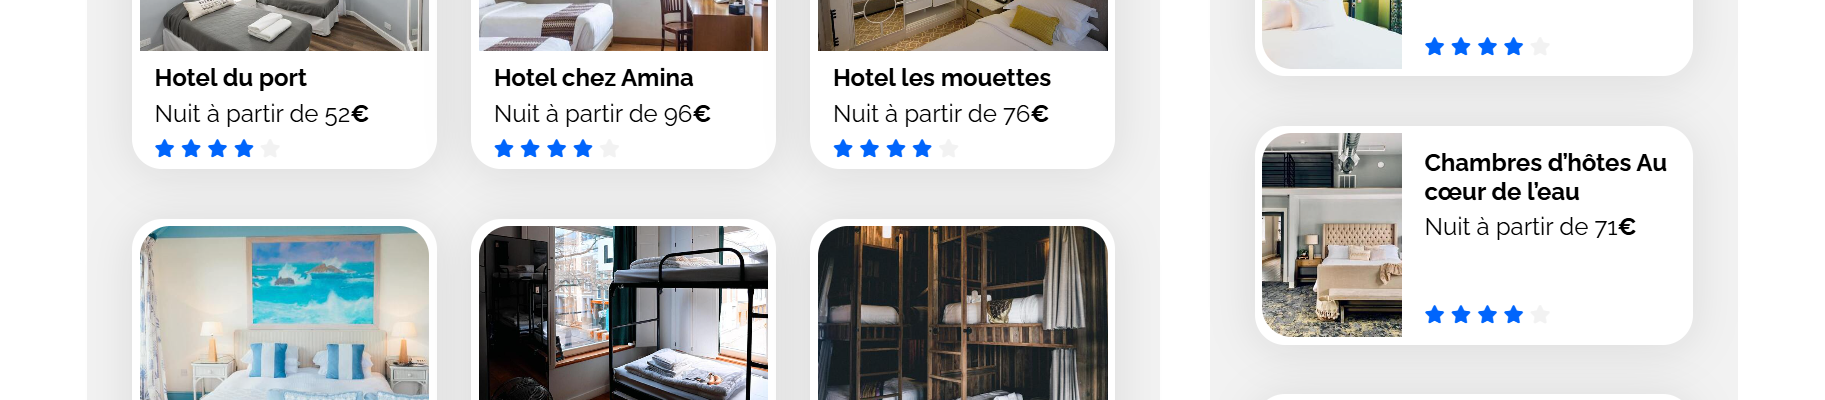 Hotel du port
Nuit à partir de 52€
Hotel chez Amina
Nuit à partir de 96€
Hotel les mouettes
Nuit à partir de 76€
Chambres d’hôtes Au
cœur de l’eau
Nuit à partir de 71€